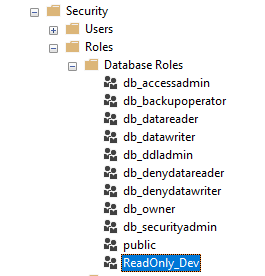 Security
Users
Roles
Database Roles
db_accessadmin
db_backupoperator
db_datareader
db_datawriter
db_ddladmin
db_denydatareader
db_denydatawriter
db_owner
db_securityadmin
public
ReadOnly_Dev